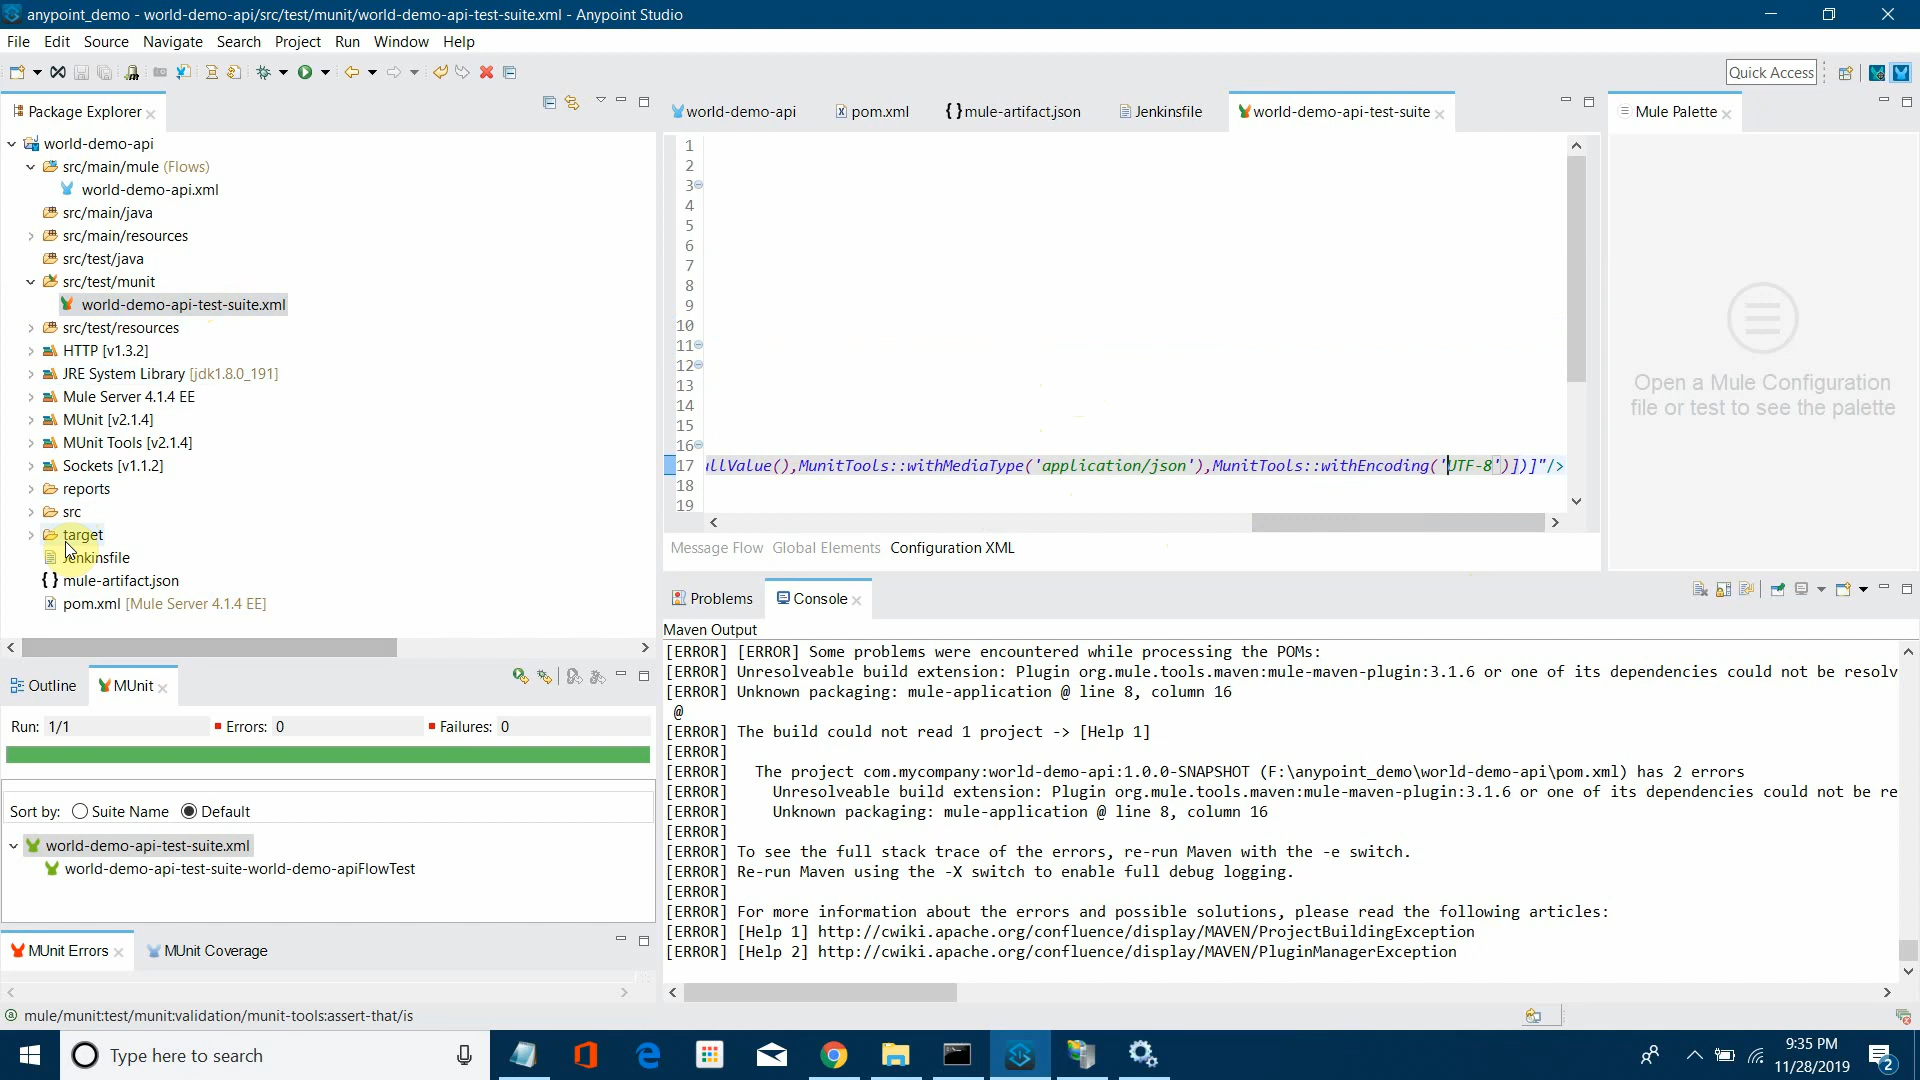 anypoint_demo - world-demo-api/src/test/munit/world-demo-api-test-suite.xml - Anypoint Studio
File Edit Source Navigate Search Project Run Window Help
Quick Access
Package Explorer
world-demo-api
src/main/mule (Flows)
world-demo-api.xml
src/main/java
src/main/resources
src/test/java
src/test/munit
world-demo-api-test-suite.xml
src/test/resources
HTTP [v1.3.2]
JRE System Library [jdk1.8.0_191]
Mule Server 4.1.4 EE
MUnit [v2.1.4]
MUnit Tools [v2.1.4]
Sockets [v1.1.2]
reports
src
target
Jenkinsfile
mule-artifact.json
pom.xml [Mule Server 4.1.4 EE]
world-demo-api pom.xml mule-artifact.json Jenkinsfile world-demo-api-test-suite
1
2
3
4
5
6
7
8
9
10
11
12
13
14
15
16
17 ullValue(),MunitTools::withMediaType('application/json'),MunitTools::withEncoding('UTF-8')])]"/>
18
19
Message Flow Global Elements Configuration XML
Mule Palette
Open a Mule Configuration
file or test to see the palette
Outline MUnit
Run: 1/1 Errors: 0 Failures: 0
Sort by: Suite Name Default
world-demo-api-test-suite.xml
world-demo-api-test-suite-world-demo-apiFlowTest
MUnit Errors MUnit Coverage
Problems Console
Maven Output
[ERROR] [ERROR] Some problems were encountered while processing the POMs:
[ERROR] Unresolveable build extension: Plugin org.mule.tools.maven:mule-maven-plugin:3.1.6 or one of its dependencies could not be resolv
[ERROR] Unknown packaging: mule-application @ line 8, column 16
@
[ERROR] The build could not read 1 project -> [Help 1]
[ERROR]
[ERROR] The project com.mycompany:world-demo-api:1.0.0-SNAPSHOT (F:\anypoint_demo\world-demo-api\pom.xml) has 2 errors
[ERROR] Unresolveable build extension: Plugin org.mule.tools.maven:mule-maven-plugin:3.1.6 or one of its dependencies could not be re
[ERROR] Unknown packaging: mule-application @ line 8, column 16
[ERROR]
[ERROR] To see the full stack trace of the errors, re-run Maven with the -e switch.
[ERROR] Re-run Maven using the -X switch to enable full debug logging.
[ERROR]
[ERROR] For more information about the errors and possible solutions, please read the following articles:
[ERROR] [Help 1] http://cwiki.apache.org/confluence/display/MAVEN/ProjectBuildingException
[ERROR] [Help 2] http://cwiki.apache.org/confluence/display/MAVEN/PluginManagerException
mule/munit:test/munit:validation/munit-tools:assert-that/is
Type here to search
9:35 PM
11/28/2019
2